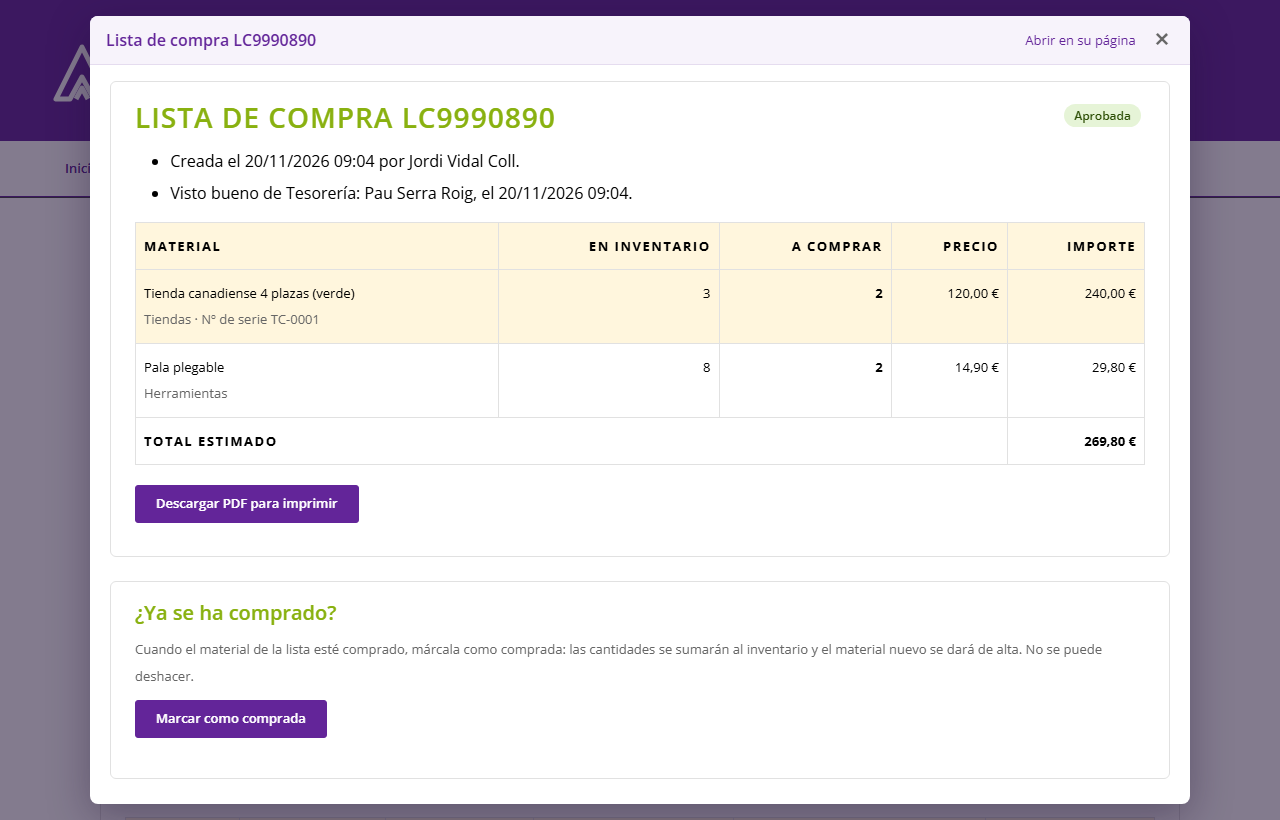 Lista de compra LC9990890
Abrir en su página ✕
Inici
LISTA DE COMPRA LC9990890
Aprobada
• Creada el 20/11/2026 09:04 por Jordi Vidal Coll.
• Visto bueno de Tesorería: Pau Serra Roig, el 20/11/2026 09:04.
MATERIAL EN INVENTARIO A COMPRAR PRECIO IMPORTE
Tienda canadiense 4 plazas (verde) 3 2 120,00 € 240,00 €
Tiendas · Nº de serie TC-0001
Pala plegable 8 2 14,90 € 29,80 €
Herramientas
TOTAL ESTIMADO 269,80 €
Descargar PDF para imprimir
¿Ya se ha comprado?
Cuando el material de la lista esté comprado, márcala como comprada: las cantidades se sumarán al inventario y el material nuevo se dará de alta. No se puede
deshacer.
Marcar como comprada